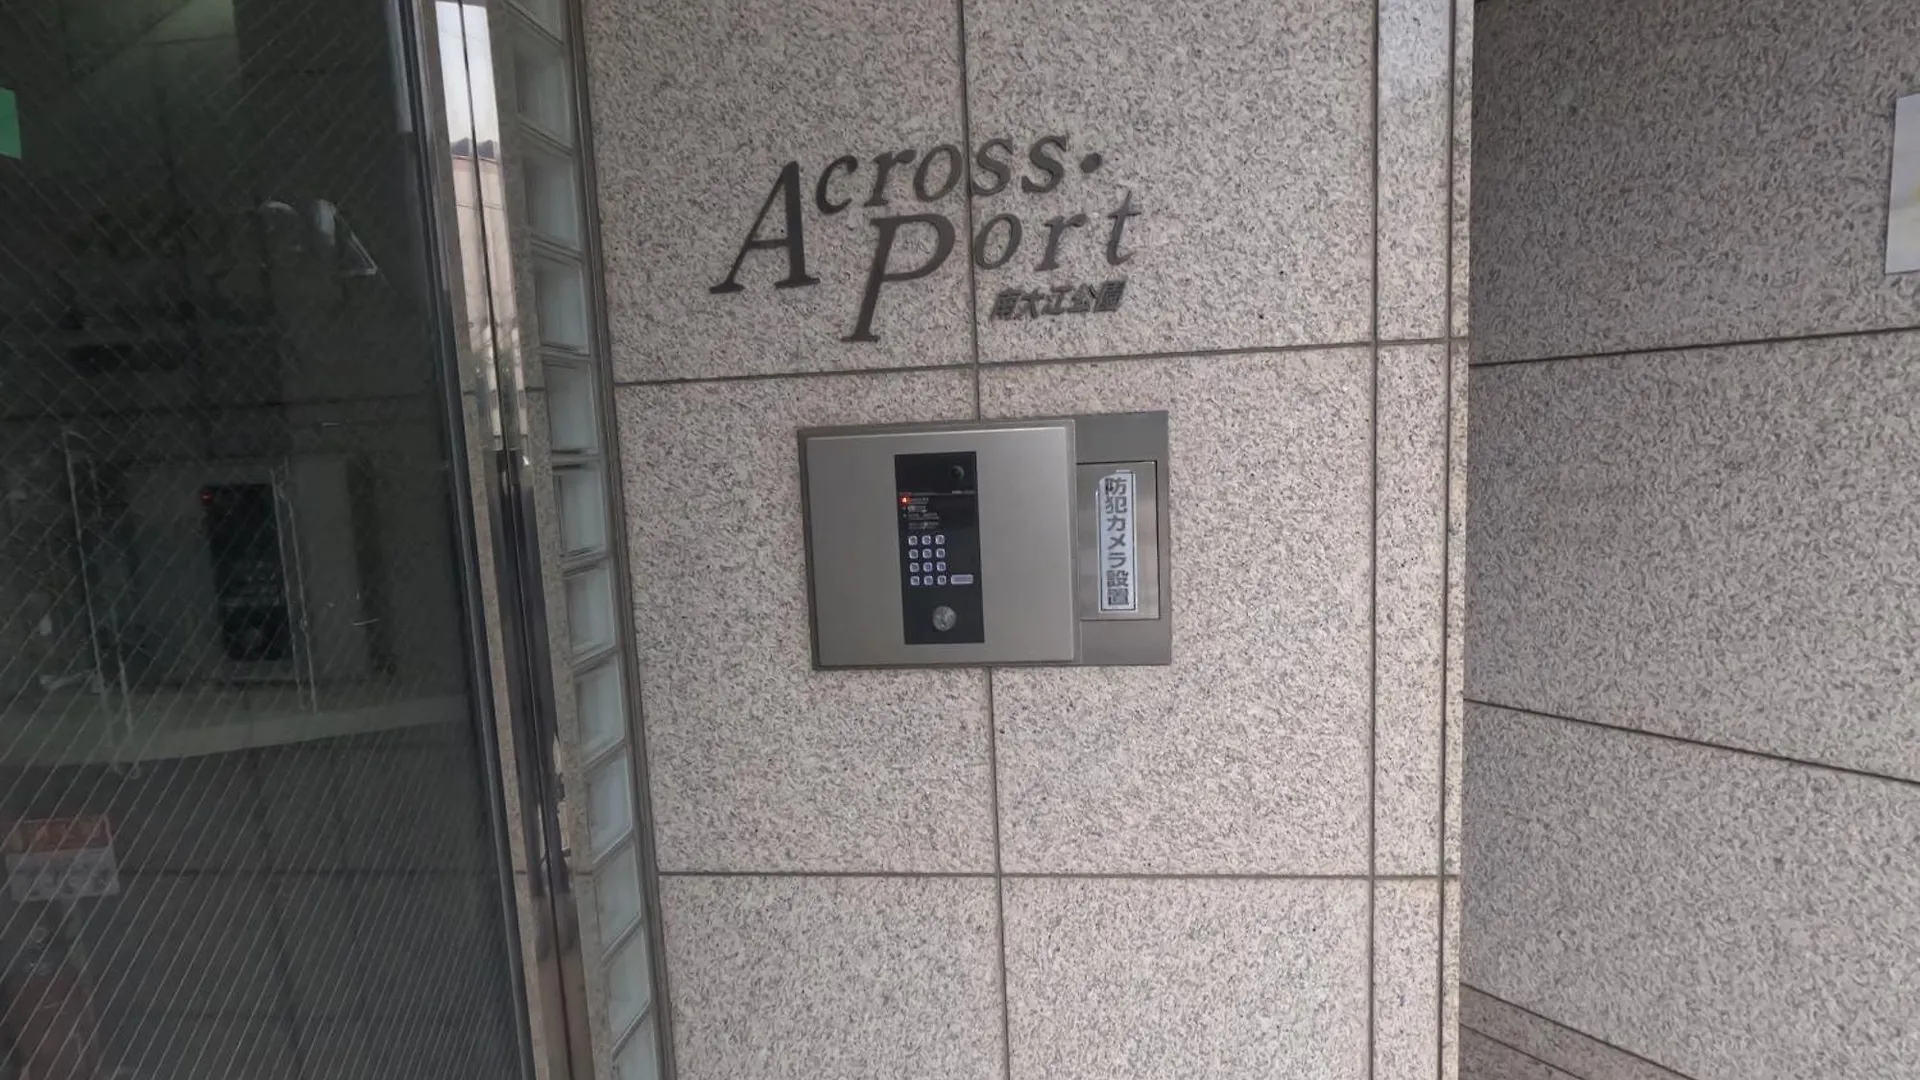 Across・
Port
南大江公園
防犯カメラ設置